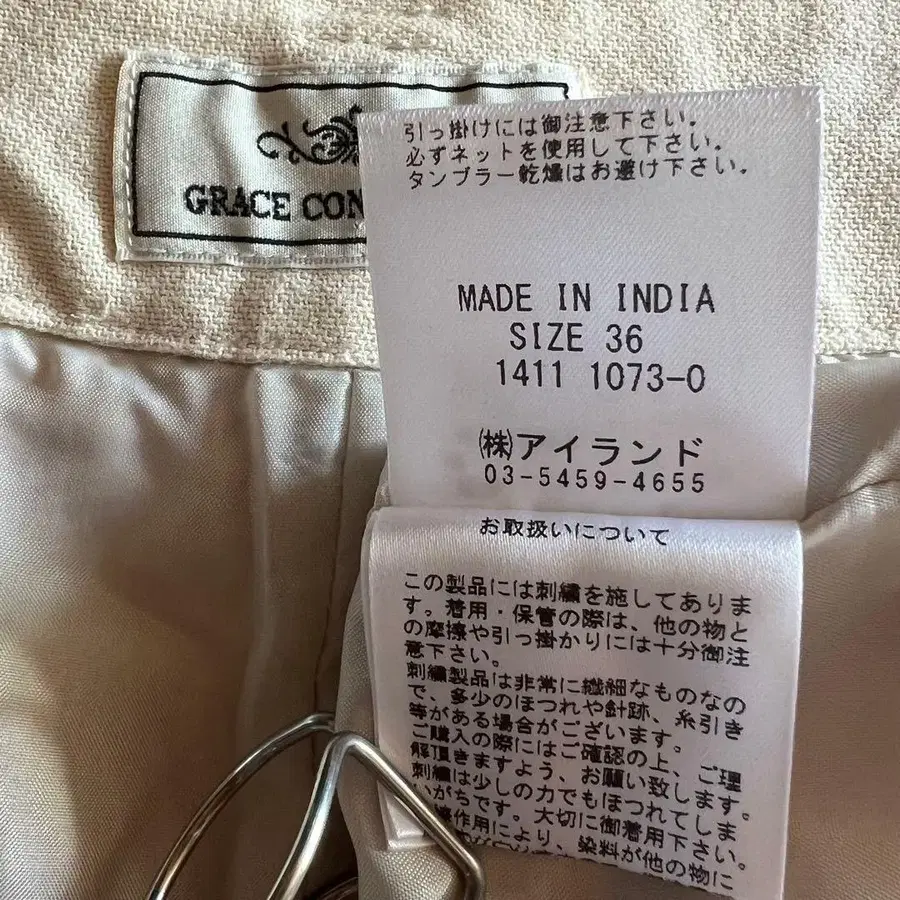 GRACE CON
引っ掛けには御注意下さい。
必ずネットを使用して下さい。
タンブラー乾燥はお避け下さい。
MADE IN INDIA
SIZE 36
1411 1073-0
㈱アイランド
03-5459-4655
お取扱いについて
この製品には刺繍を施してありま
す。着用・保管の際は、他の物と
の摩擦や引っ掛かりには十分御注
意下さい。
刺繍製品は非常に繊細なものなの
で、多少のほつれや針跡、糸引き
等がある場合がございます。
ご購入の際にはご確認の上、ご理
解頂きますよう、お願い致します。
刺繍は少しの力でもほつれてしま
いがちです。大切に御着用下さい。
擦作用により、染料が他の物に